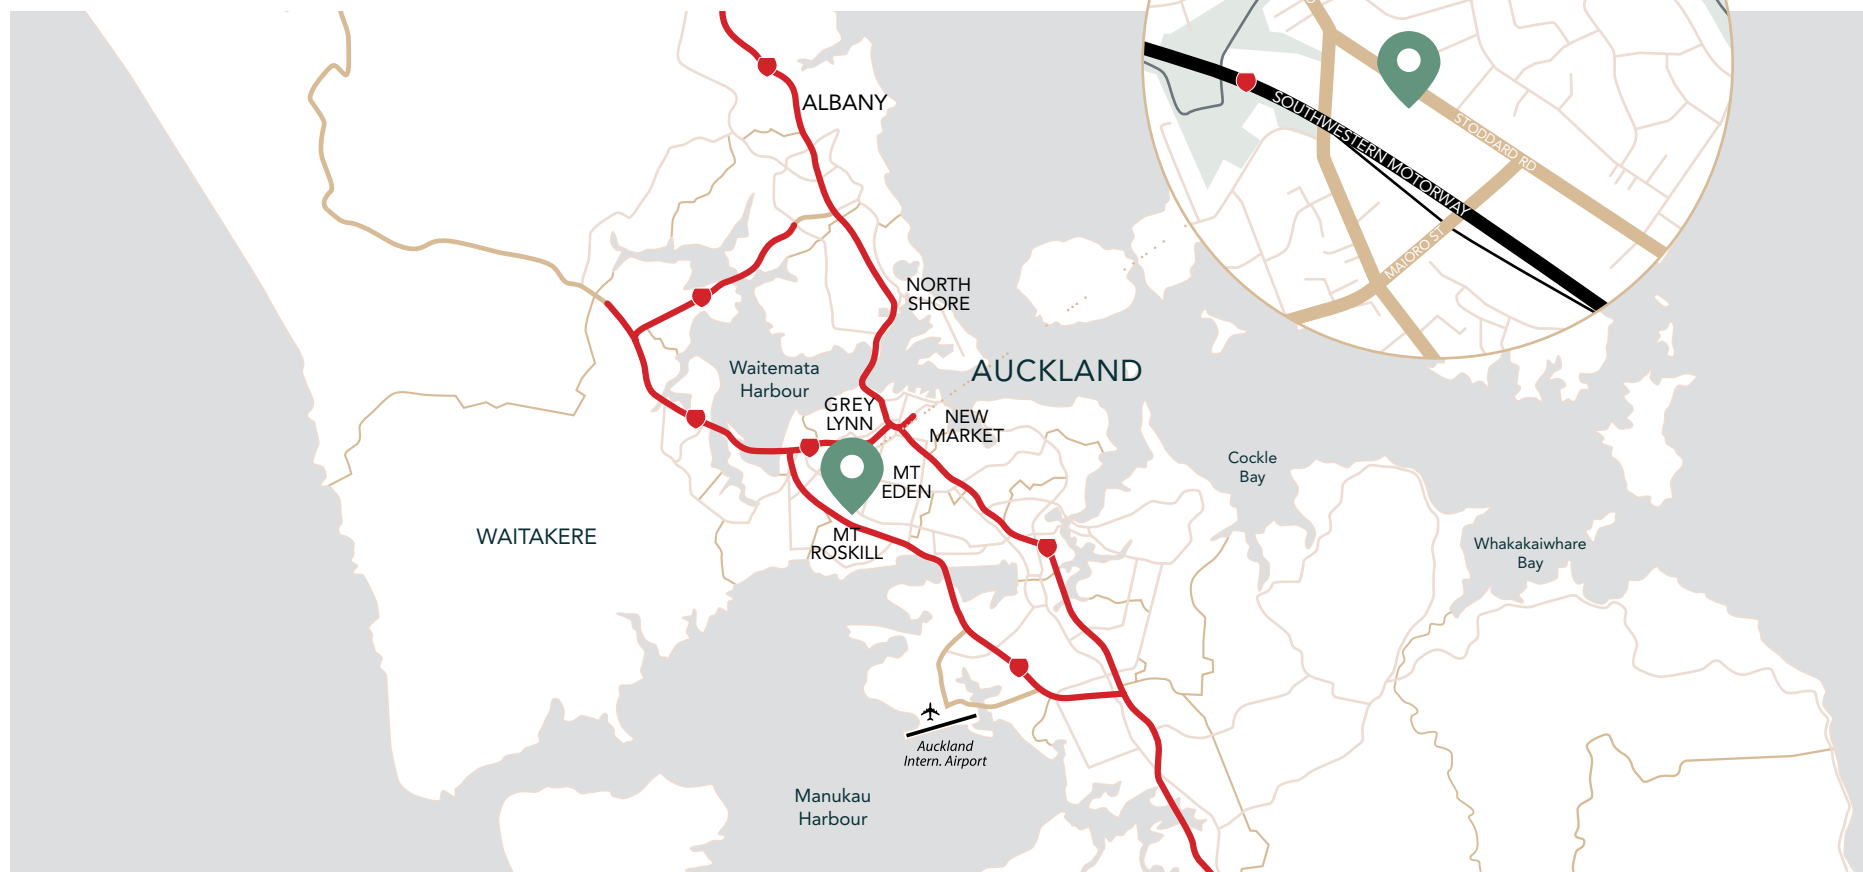 ALBANY
SOUTHWESTERN MOTORWAY
STODDARD RD
MAIORO ST
NORTH
SHORE
AUCKLAND
Waitemata
Harbour
GREY
LYNN
NEW
MARKET
MT
EDEN
Cockle
Bay
WAITAKERE
MT
ROSKILL
Whakakaiwhare
Bay
Auckland
Intern. Airport
Manukau
Harbour